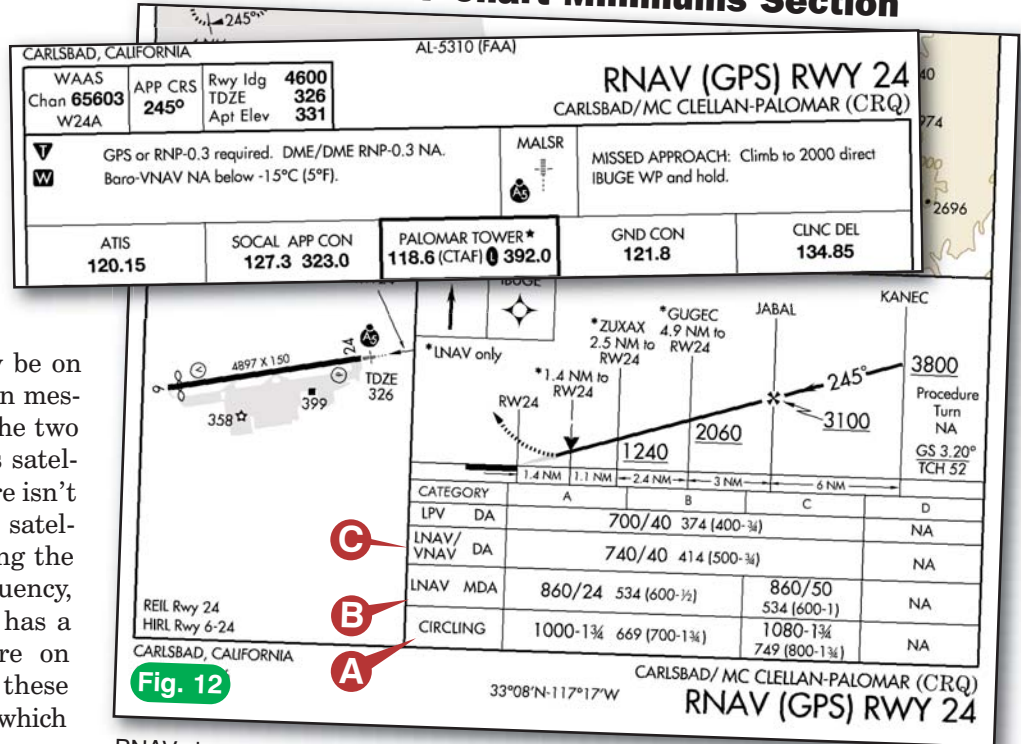 Chart Minimums Section
245°
CARLSBAD, CALIFORNIA
AL-5310 (FAA)
WAAS
Chan 65603
W24A
APP CRS
245°
Rwy ldg 4600
TDZE 326
Apt Elev 331
RNAV (GPS) RWY 24
CARLSBAD/MC CLELLAN-PALOMAR (CRQ)
40
974
T
W
GPS or RNP-0.3 required. DME/DME RNP-0.3 NA.
Baro-VNAV NA below -15°C (5°F).
MALSR
A5
MISSED APPROACH: Climb to 2000 direct
IBUGE WP and hold.
2696
ATIS
120.15
SOCAL APP CON
127.3 323.0
PALOMAR TOWER★
118.6 (CTAF) L 392.0
GND CON
121.8
CLNC DEL
134.85
y be on
n mes-
he two
s satel-
re isn't
satel-
ng the
quency,
has a
re on
these
which
6
V
4897 X 150
24
A5
P
TDZE
326
358
399
REIL Rwy 24
HIRL Rwy 6-24
CARLSBAD, CALIFORNIA
Fig. 12
IBUGE
*LNAV only
RW24
*1.4 NM to
RW24
*ZUXAX
2.5 NM to
RW24
*GUGEC
4.9 NM to
RW24
JABAL
KANEC
245°
3800
3100
2060
1240
Procedure
Turn
NA
GS 3.20°
TCH 52
1.4 NM 1.1 NM 2.4 NM 3 NM 6 NM
CATEGORY A B C D
LPV DA 700/40 374 (400-¾) NA
C
LNAV/
VNAV DA 740/40 414 (500-¾) NA
B
LNAV MDA 860/24 534 (600-½) 860/50
534 (600-1) NA
A
CIRCLING 1000-1¾ 669 (700-1¾) 1080-1¾
749 (800-1¾) NA
33°08'N-117°17'W
CARLSBAD/ MC CLELLAN-PALOMAR (CRQ)
RNAV (GPS) RWY 24